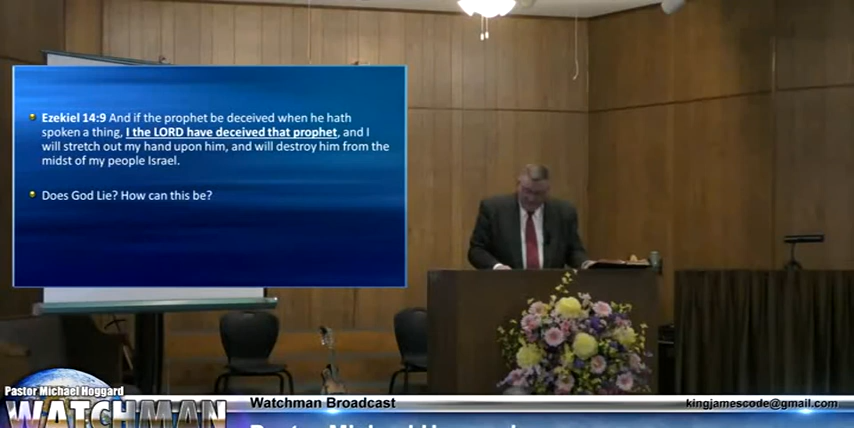 Ezekiel 14:9 And if the prophet be deceived when he hath
spoken a thing, I the LORD have deceived that prophet, and I
will stretch out my hand upon him, and will destroy him from the
midst of my people Israel.
Does God Lie? How can this be?
Pastor Michael Hoggard
WATCHMAN
Watchman Broadcast
kingjamescode@gmail.com